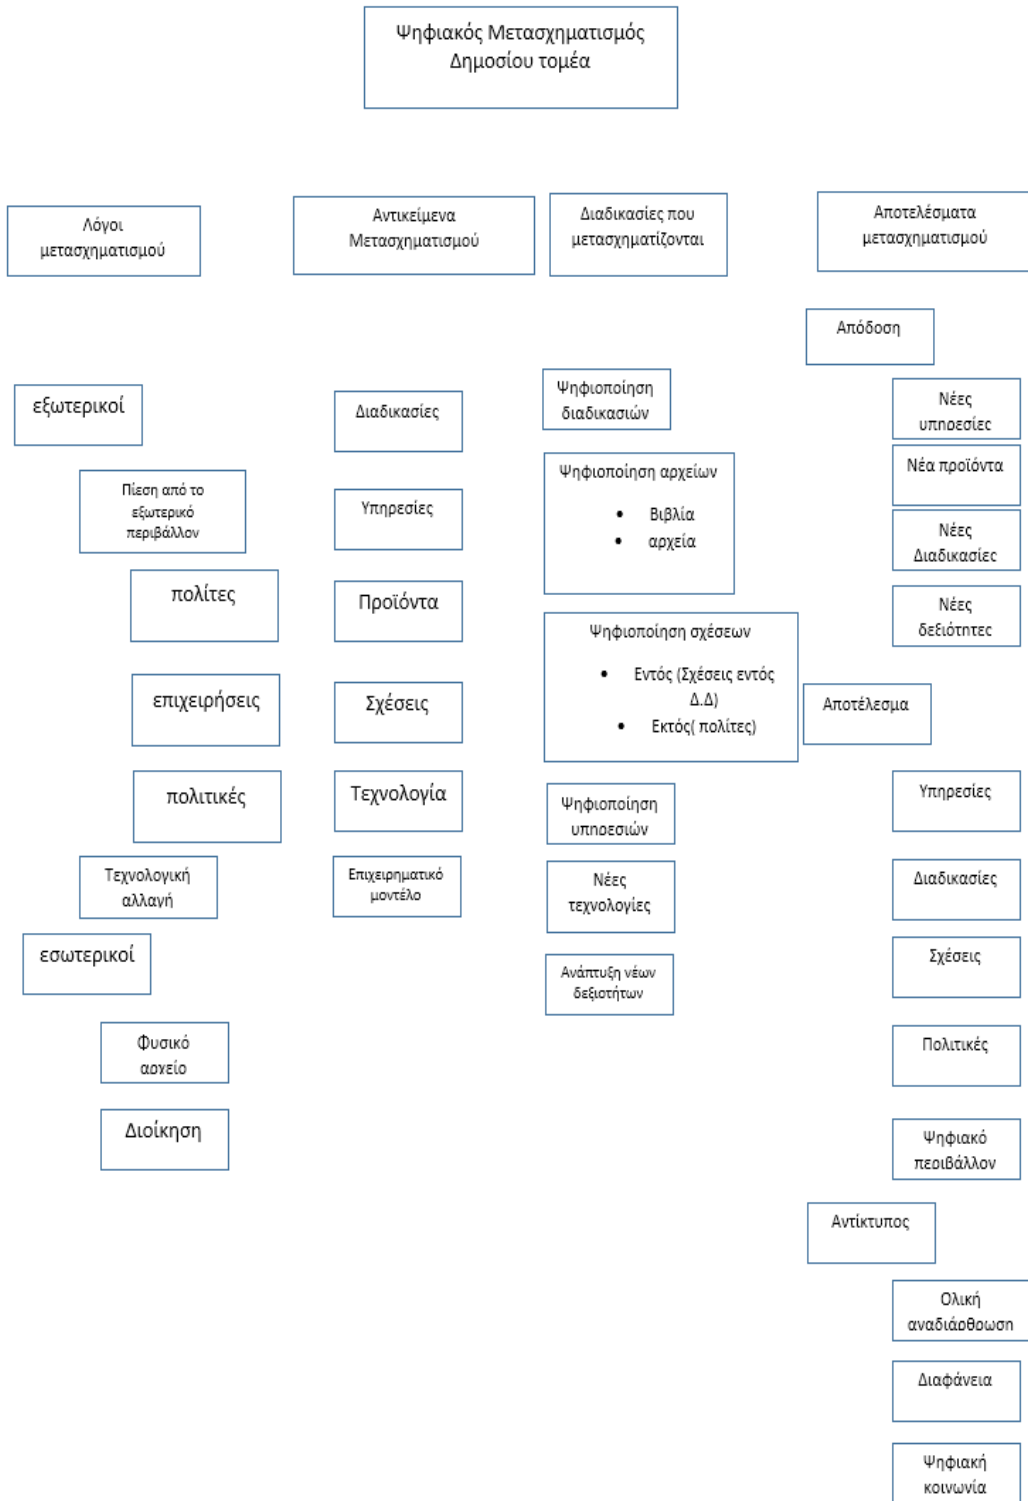 Ψηφιακός Μετασχηματισμός
Δημοσίου τομέα
Λόγοι
μετασχηματισμού
Αντικείμενα
Μετασχηματισμού
Διαδικασίες που
μετασχηματίζονται
Αποτελέσματα
μετασχηματισμού
εξωτερικοί
Πίεση από το
εξωτερικό
περιβάλλον
πολίτες
επιχειρήσεις
πολιτικές
Τεχνολογική
αλλαγή
εσωτερικοί
Φυσικό
αρχείο
Διοίκηση
Διαδικασίες
Υπηρεσίες
Προϊόντα
Σχέσεις
Τεχνολογία
Επιχειρηματικό
μοντέλο
Ψηφιοποίηση
διαδικασιών
Ψηφιοποίηση αρχείων
• Βιβλία
• αρχεία
Ψηφιοποίηση σχέσεων
• Εντός (Σχέσεις εντός
Δ.Δ)
• Εκτός( πολίτες)
Ψηφιοποίηση
υπηρεσιών
Νέες
τεχνολογίες
Ανάπτυξη νέων
δεξιοτήτων
Απόδοση
Νέες
υπηρεσίες
Νέα προϊόντα
Νέες
Διαδικασίες
Νέες
δεξιότητες
Αποτέλεσμα
Υπηρεσίες
Διαδικασίες
Σχέσεις
Πολιτικές
Ψηφιακό
περιβάλλον
Αντίκτυπος
Ολική
αναδιάρθρωση
Διαφάνεια
Ψηφιακή
κοινωνία